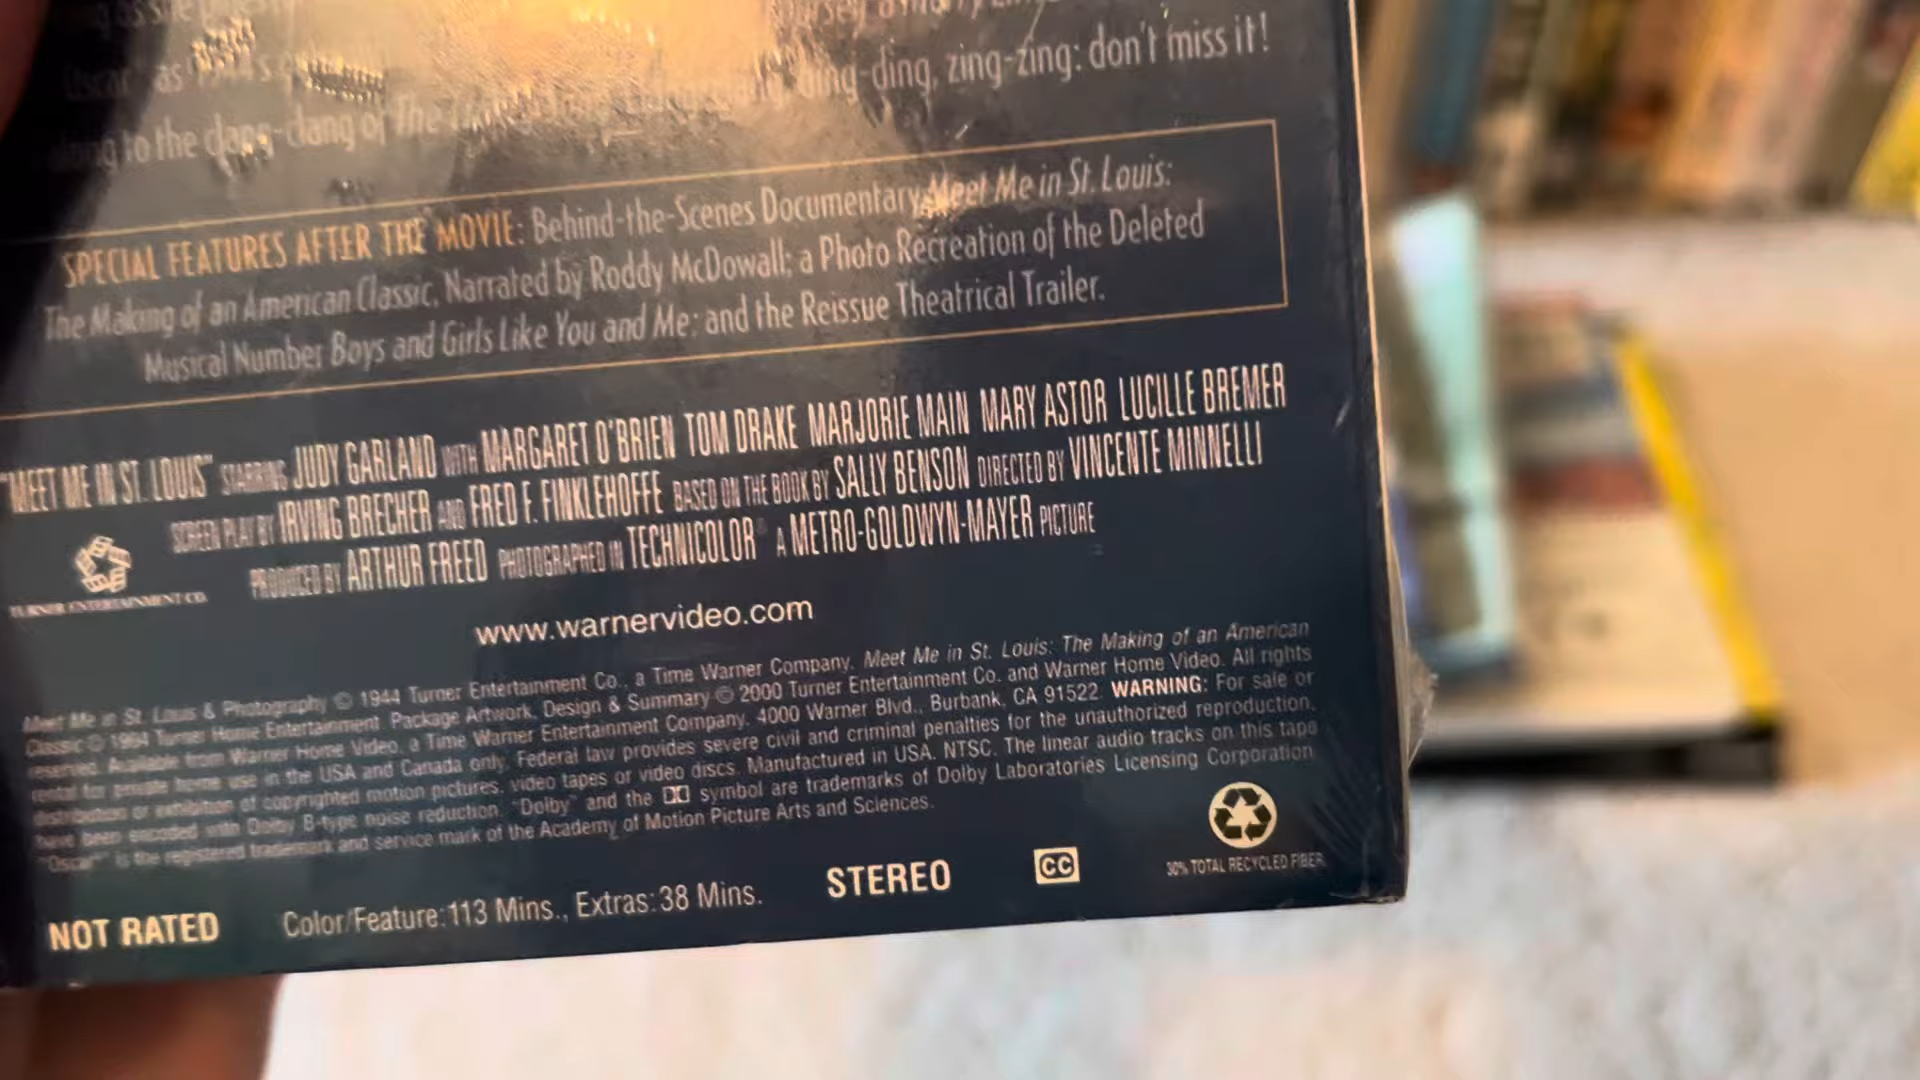 ding-ding, zing-zing: don't miss it!
to the clang-clang of The
SPECIAL FEATURES AFTER THE MOVIE: Behind-the-Scenes Documentary Meet Me in St. Louis:
The Making of an American Classic, Narrated by Roddy McDowall; a Photo Recreation of the Deleted
Musical Number Boys and Girls Like You and Me; and the Reissue Theatrical Trailer.
"MEET ME IN ST. LOUIS" STARRING JUDY GARLAND WITH MARGARET O'BRIEN TOM DRAKE MARJORIE MAIN MARY ASTOR LUCILLE BREMER
SCREEN PLAY BY IRVING BRECHER AND FRED F. FINKLEHOFFE BASED ON THE BOOK BY SALLY BENSON DIRECTED BY VINCENTE MINNELLI
PRODUCED BY ARTHUR FREED PHOTOGRAPHED IN TECHNICOLOR® A METRO-GOLDWYN-MAYER PICTURE
TURNER ENTERTAINMENT CO.
www.warnervideo.com
Meet Me in St. Louis & Photography © 1944 Turner Entertainment Co., a Time Warner Company. Meet Me in St. Louis: The Making of an American
Classic © 1994 Turner Home Entertainment. Package Artwork, Design & Summary © 2000 Turner Entertainment Co. and Warner Home Video. All rights
reserved. Available from Warner Home Video, a Time Warner Entertainment Company, 4000 Warner Blvd., Burbank, CA 91522. WARNING: For sale or
rental for private home use in the USA and Canada only. Federal law provides severe civil and criminal penalties for the unauthorized reproduction,
distribution or exhibition of copyrighted motion pictures, video tapes or video discs. Manufactured in USA. NTSC. The linear audio tracks on this tape
have been encoded with Dolby B-type noise reduction. "Dolby" and the symbol are trademarks of Dolby Laboratories Licensing Corporation.
"Oscar®" is the registered trademark and service mark of the Academy of Motion Picture Arts and Sciences.
NOT RATED Color/Feature: 113 Mins., Extras: 38 Mins. STEREO CC
30% TOTAL RECYCLED FIBER